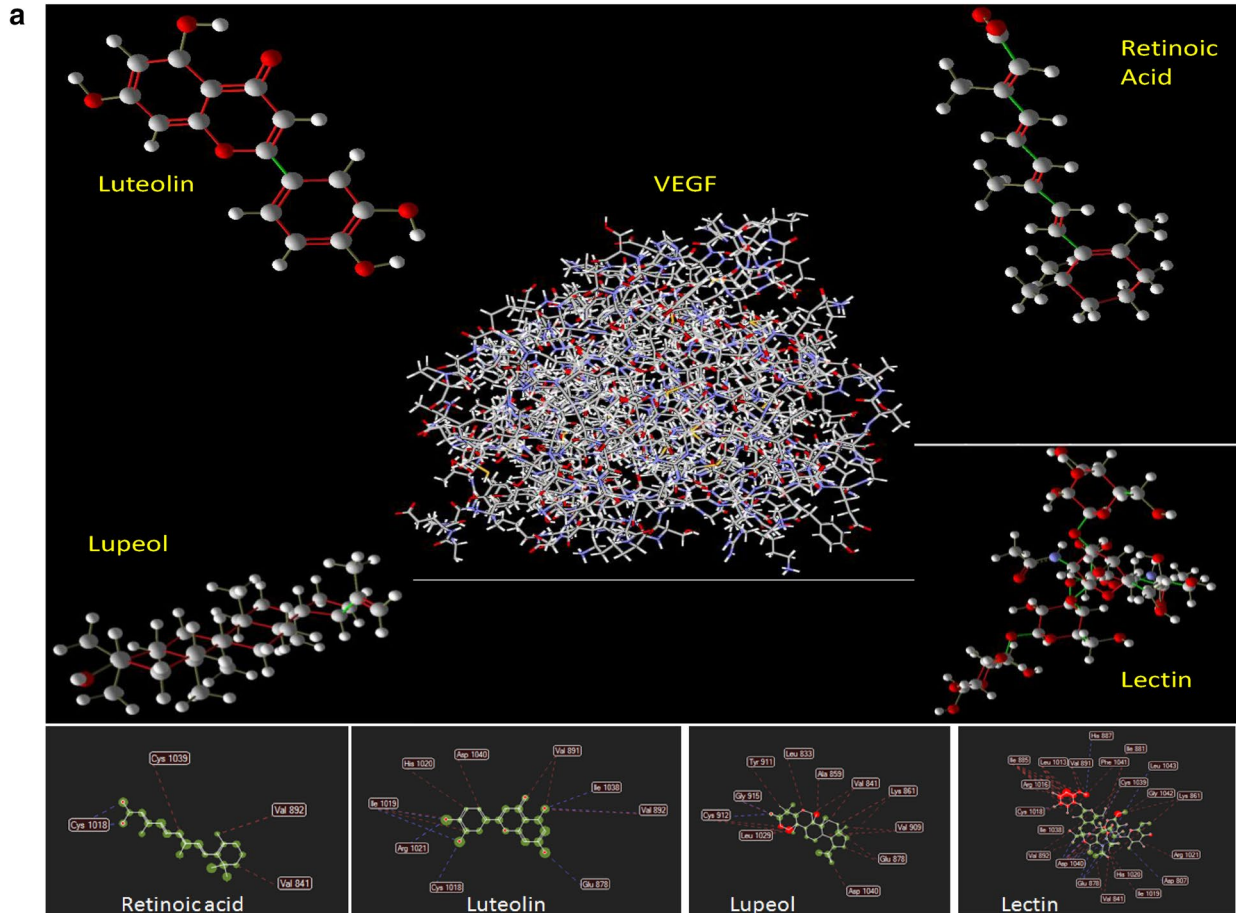 a
Luteolin
VEGF
Retinoic
Acid
Lupeol
Lectin
Cys 1039
Cys 1018
Val 892
Val 841
Retinoic acid
Val 891
Asp 1040
His 1020
Ile 1038
Ile 1019
Val 892
Arg 1021
Cys 1018
Glu 878
Luteolin
Leu 833
Tyr 911
Ala 859
Val 841
Gly 915
Lys 861
Cys 912
Leu 1029
Val 909
Glu 878
Asp 1040
Lupeol
His 887
Ile 881
Ile 885
Leu 1013
Val 891
Phe 1041
Leu 1043
Arg 1016
Cys 1039
Gly 1042
Lys 861
Cys 1018
Ile 1038
Val 892
Arg 1021
Asp 1040
His 1020
Asp 807
Glu 878
Ile 1019
Val 841
Lectin